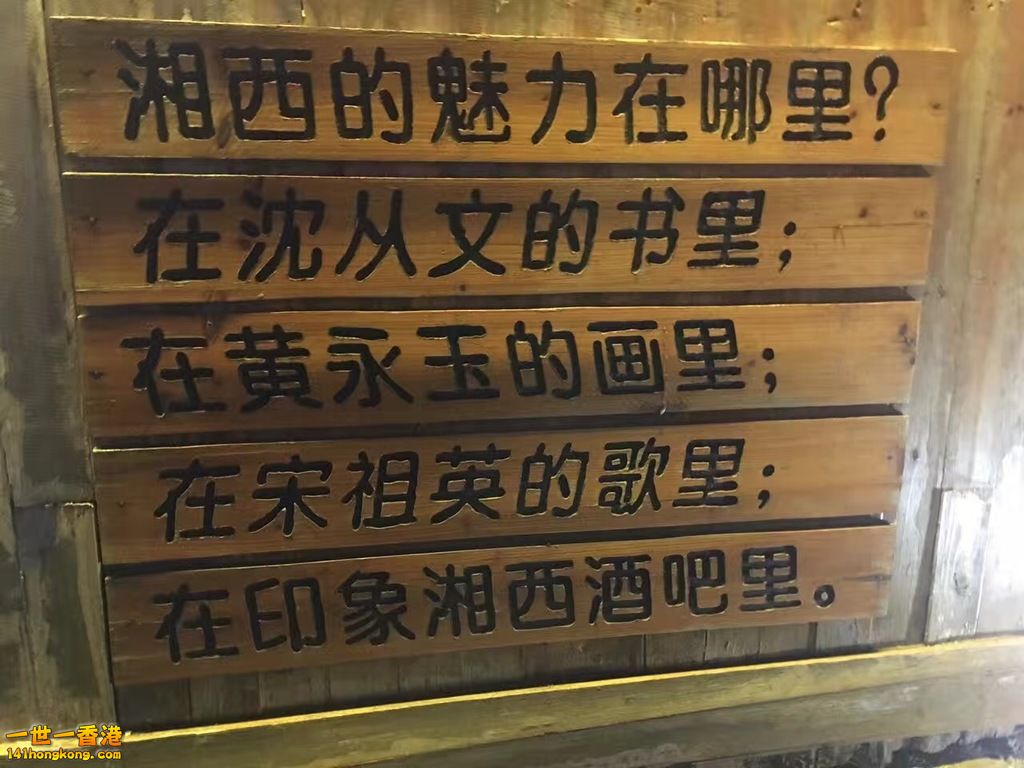 湘西的魅力在哪里?
在沈从文的书里;
在黄永玉的画里;
在宋祖英的歌里;
在印象湘西酒吧里。
一世一香港
141hongkong.com